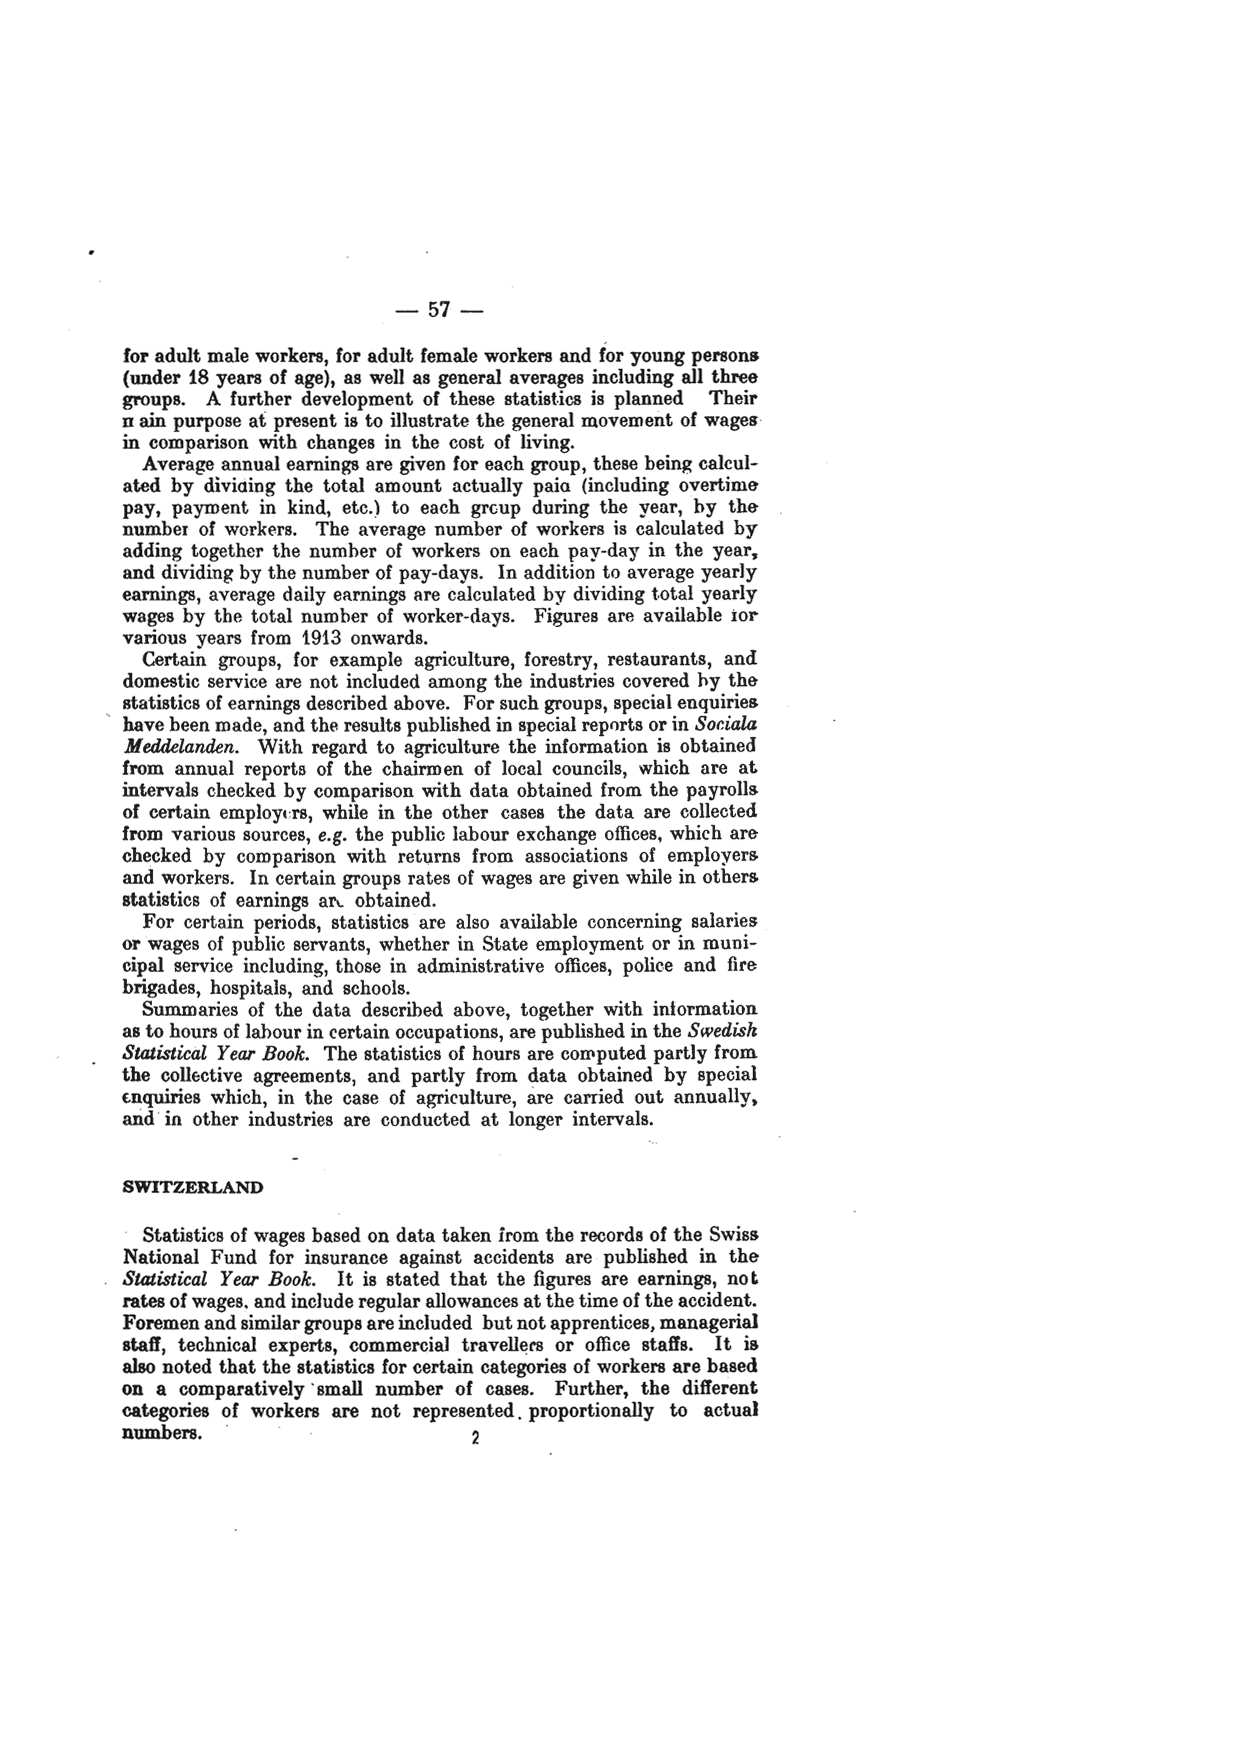 — 57 —
for adult male workers, for adult female workers and for young persons
(under 18 years of age), as well as general averages including all three
groups. A further development of these statistics is planned Their
main purpose at present is to illustrate the general movement of wages
in comparison with changes in the cost of living.
Average annual earnings are given for each group, these being calcul-
ated by dividing the total amount actually paid (including overtime
pay, payment in kind, etc.) to each group during the year, by the
number of workers. The average number of workers is calculated by
adding together the number of workers on each pay-day in the year,
and dividing by the number of pay-days. In addition to average yearly
earnings, average daily earnings are calculated by dividing total yearly
wages by the total number of worker-days. Figures are available for
various years from 1913 onwards.
Certain groups, for example agriculture, forestry, restaurants, and
domestic service are not included among the industries covered by the
statistics of earnings described above. For such groups, special enquiries
have been made, and the results published in special reports or in Sociala
Meddelanden. With regard to agriculture the information is obtained
from annual reports of the chairmen of local councils, which are at
intervals checked by comparison with data obtained from the payrolls
of certain employers, while in the other cases the data are collected
from various sources, e.g. the public labour exchange offices, which are
checked by comparison with returns from associations of employers
and workers. In certain groups rates of wages are given while in others
statistics of earnings are obtained.
For certain periods, statistics are also available concerning salaries
or wages of public servants, whether in State employment or in muni-
cipal service including, those in administrative offices, police and fire
brigades, hospitals, and schools.
Summaries of the data described above, together with information
as to hours of labour in certain occupations, are published in the Swedish
Statistical Year Book. The statistics of hours are computed partly from
the collective agreements, and partly from data obtained by special
enquiries which, in the case of agriculture, are carried out annually,
and in other industries are conducted at longer intervals.
SWITZERLAND
Statistics of wages based on data taken from the records of the Swiss
National Fund for insurance against accidents are published in the
Statistical Year Book. It is stated that the figures are earnings, not
rates of wages, and include regular allowances at the time of the accident.
Foremen and similar groups are included but not apprentices, managerial
staff, technical experts, commercial travellers or office staffs. It is
also noted that the statistics for certain categories of workers are based
on a comparatively small number of cases. Further, the different
categories of workers are not represented proportionally to actual
numbers.
2